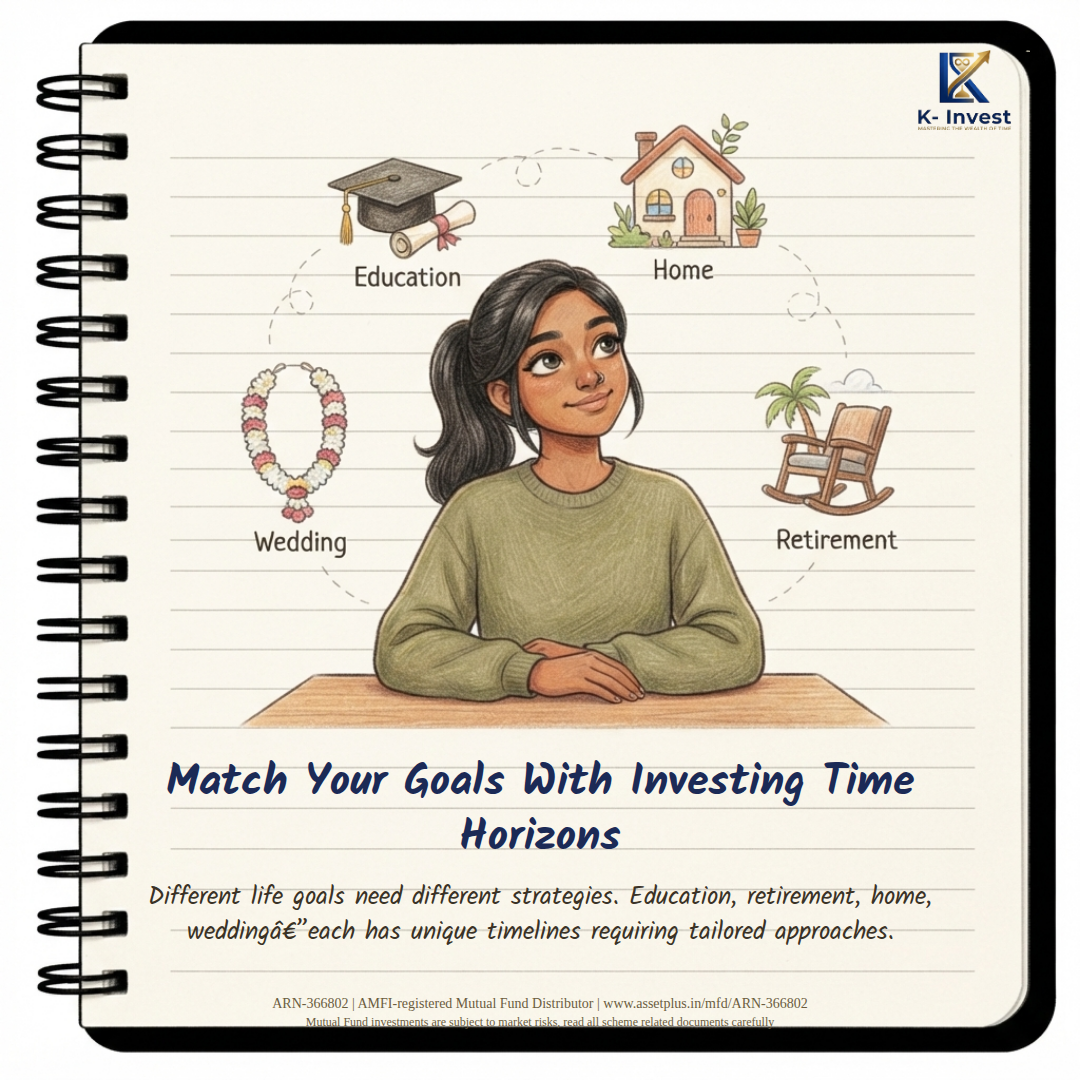 K- Invest
MASTERING THE WEALTH OF TIME
Education
Home
Wedding
Retirement
Match Your Goals With Investing Time
Horizons
Different life goals need different strategies. Education, retirement, home,
weddingâ€”each has unique timelines requiring tailored approaches.
ARN-366802 | AMFI-registered Mutual Fund Distributor | www.assetplus.in/mfd/ARN-366802
Mutual Fund investments are subject to market risks, read all scheme related documents carefully